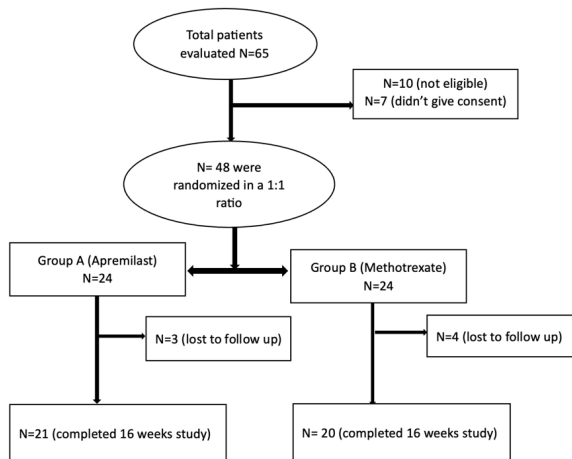 Total patients
evaluated N=65
N=10 (not eligible)
N=7 (didn't give consent)
N= 48 were
randomized in a 1:1
ratio
Group A (Apremilast)
N=24
Group B (Methotrexate)
N=24
N=3 (lost to follow up)
N=4 (lost to follow up)
N=21 (completed 16 weeks study)
N= 20 (completed 16 weeks study)